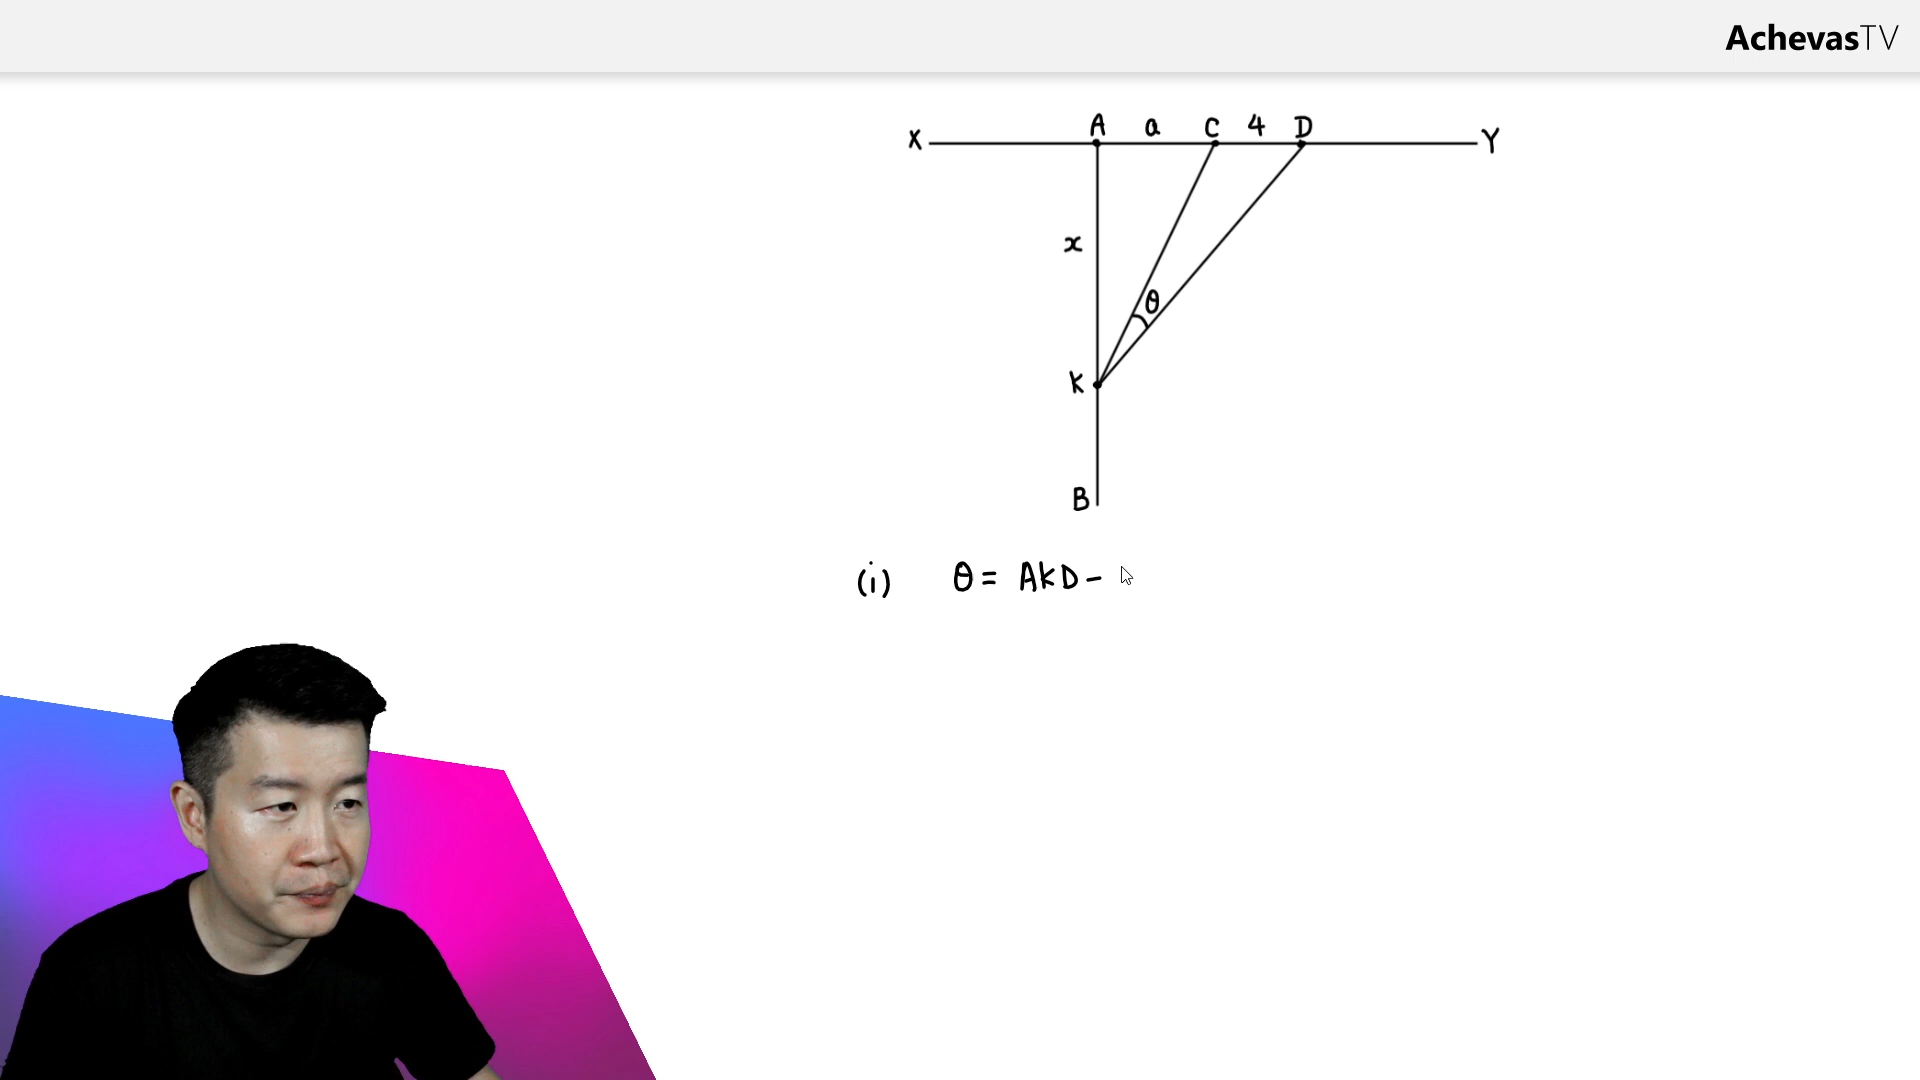 AchevasTV
A a C 4 D
X Y
x
θ
K
B
(i) θ = AKD -